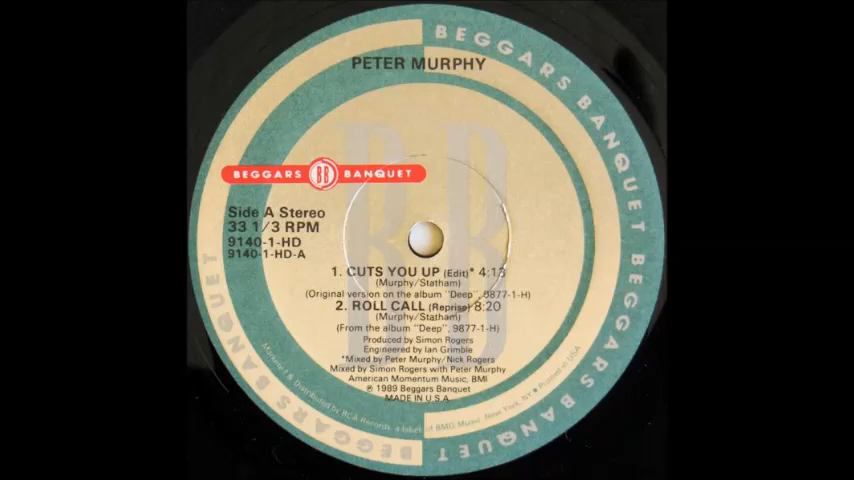 BEGGARS BANQUET BEGGARS BANQUET
PETER MURPHY
BEGGARS BB BANQUET
Side A Stereo
33 1/3 RPM
9140-1-HD
9140-1-HD-A
1. CUTS YOU UP (Edit)* 4:13
(Murphy/Statham)
(Original version on the album "Deep", 9877-1-H)
2. ROLL CALL (Reprise) 8:20
(Murphy/Statham)
(From the album "Deep", 9877-1-H)
Produced by Simon Rogers
Engineered by Ian Grimble
*Mixed by Peter Murphy/Nick Rogers
Mixed by Simon Rogers with Peter Murphy
American Momentum Music, BMI
℗ 1989 Beggars Banquet
MADE IN U.S.A.
BEGGARS BANQUET
BB
& Distributed by RCA Records, a label of BMG Music, New York, NY • Printed in USA